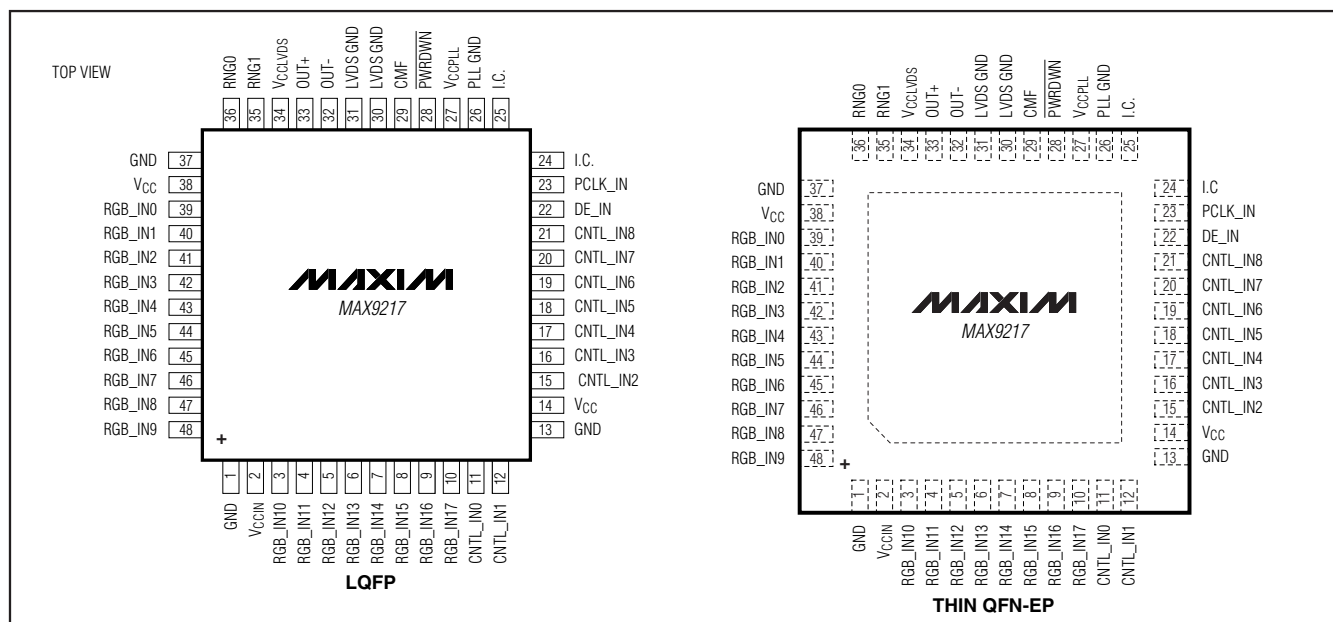 TOP VIEW
RNG0
RNG1
VCCLVDS
OUT+
OUT-
LVDS GND
LVDS GND
CMF
PWRDWN
VCCPLL
PLL GND
I.C.
36
35
34
33
32
31
30
29
28
27
26
25
GND 37
VCC 38
RGB_IN0 39
RGB_IN1 40
RGB_IN2 41
RGB_IN3 42
RGB_IN4 43
RGB_IN5 44
RGB_IN6 45
RGB_IN7 46
RGB_IN8 47
RGB_IN9 48
MAXIM
MAX9217
+
24 I.C.
23 PCLK_IN
22 DE_IN
21 CNTL_IN8
20 CNTL_IN7
19 CNTL_IN6
18 CNTL_IN5
17 CNTL_IN4
16 CNTL_IN3
15 CNTL_IN2
14 VCC
13 GND
1
2
3
4
5
6
7
8
9
10
11
12
GND
VCCIN
RGB_IN10
RGB_IN11
RGB_IN12
RGB_IN13
RGB_IN14
RGB_IN15
RGB_IN16
RGB_IN17
CNTL_IN0
CNTL_IN1
LQFP
RNG0
RNG1
VCCLVDS
OUT+
OUT-
LVDS GND
LVDS GND
CMF
PWRDWN
VCCPLL
PLL GND
I.C.
36
35
34
33
32
31
30
29
28
27
26
25
GND 37
VCC 38
RGB_IN0 39
RGB_IN1 40
RGB_IN2 41
RGB_IN3 42
RGB_IN4 43
RGB_IN5 44
RGB_IN6 45
RGB_IN7 46
RGB_IN8 47
RGB_IN9 48
MAXIM
MAX9217
+
24 I.C
23 PCLK_IN
22 DE_IN
21 CNTL_IN8
20 CNTL_IN7
19 CNTL_IN6
18 CNTL_IN5
17 CNTL_IN4
16 CNTL_IN3
15 CNTL_IN2
14 VCC
13 GND
1
2
3
4
5
6
7
8
9
10
11
12
GND
VCCIN
RGB_IN10
RGB_IN11
RGB_IN12
RGB_IN13
RGB_IN14
RGB_IN15
RGB_IN16
RGB_IN17
CNTL_IN0
CNTL_IN1
THIN QFN-EP